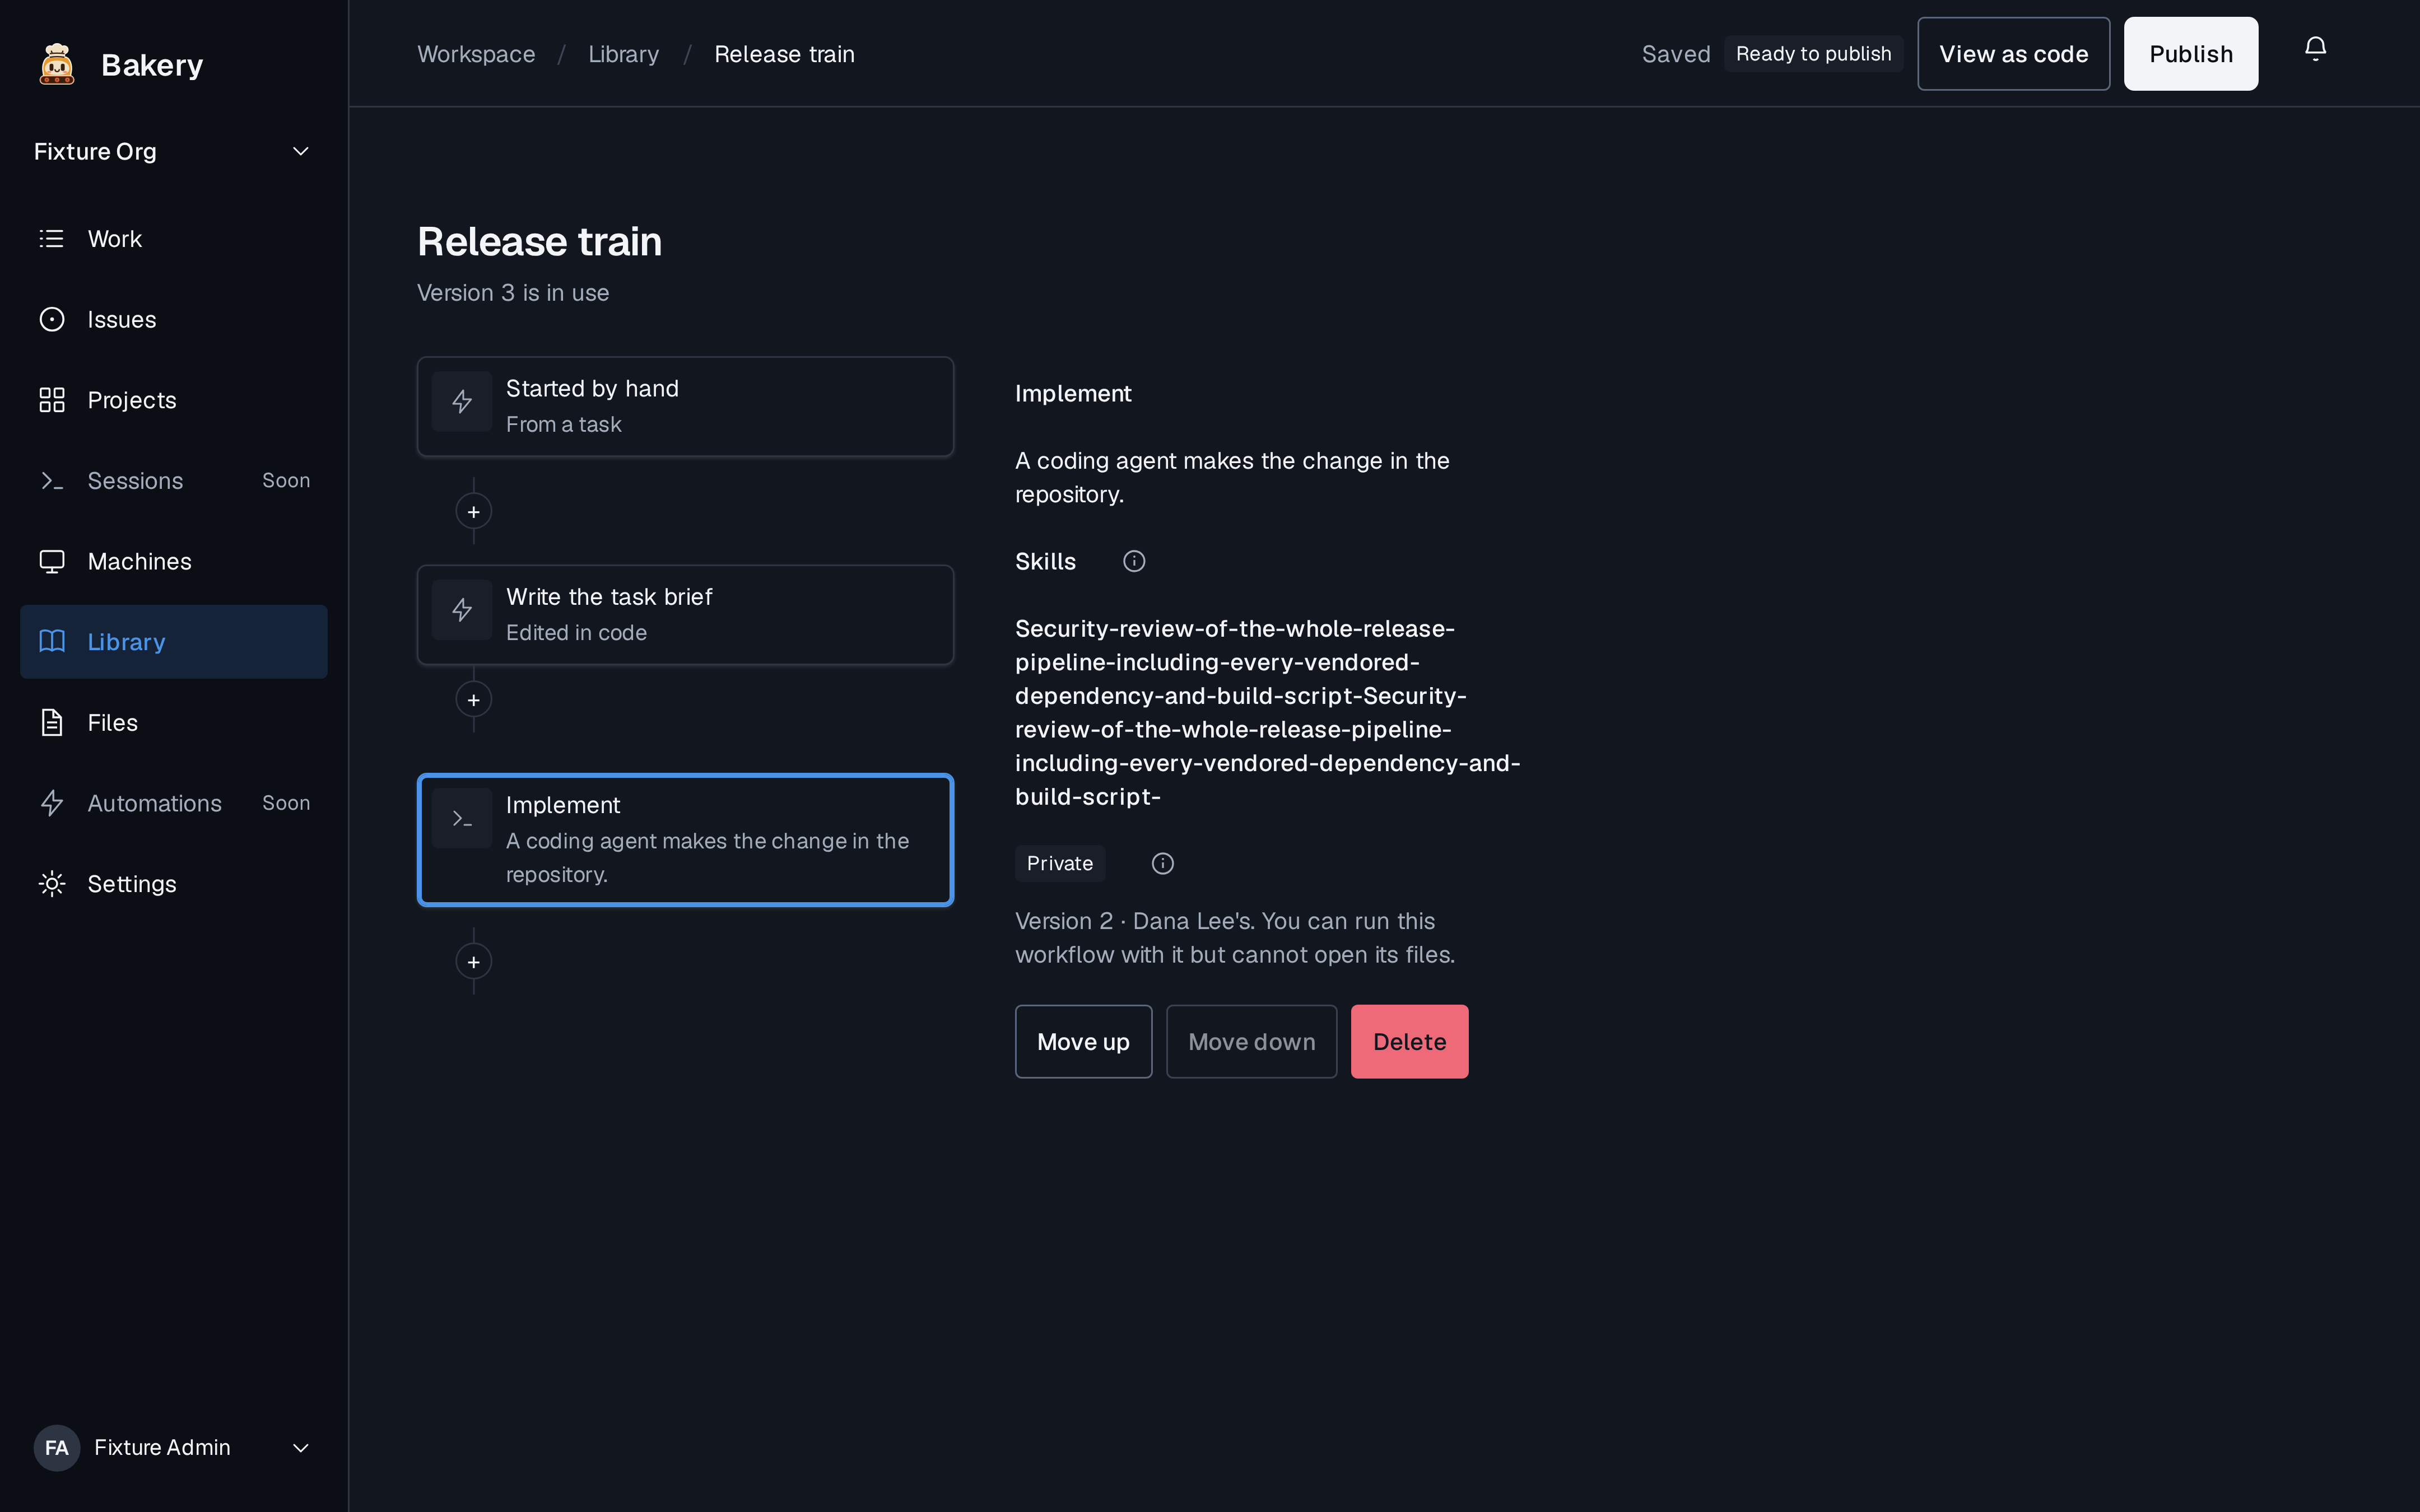 Bakery
Fixture Org
Work
Issues
Projects
Sessions Soon
Machines
Library
Files
Automations Soon
Settings
FA Fixture Admin
Workspace / Library / Release train
Saved Ready to publish View as code Publish
Release train
Version 3 is in use
Started by hand
From a task
+
Write the task brief
Edited in code
+
Implement
A coding agent makes the change in the
repository.
+
Implement
A coding agent makes the change in the
repository.
Skills
Security-review-of-the-whole-release-
pipeline-including-every-vendored-
dependency-and-build-script-Security-
review-of-the-whole-release-pipeline-
including-every-vendored-dependency-and-
build-script-
Private
Version 2 · Dana Lee's. You can run this
workflow with it but cannot open its files.
Move up Move down Delete